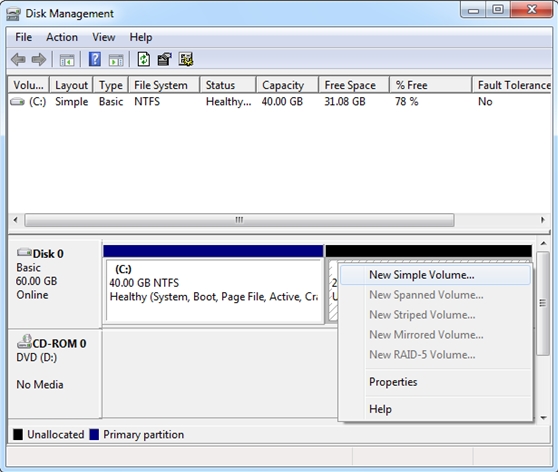 Disk Management
File Action View Help
Volu... Layout Type File System Status Capacity Free Space % Free Fault Tolerance
(C:) Simple Basic NTFS Healthy... 40.00 GB 31.08 GB 78 % No
Disk 0
Basic
60.00 GB
Online
(C:)
40.00 GB NTFS
Healthy (System, Boot, Page File, Active, Cra
2
U
New Simple Volume...
New Spanned Volume...
New Striped Volume...
New Mirrored Volume...
New RAID-5 Volume...
Properties
Help
CD-ROM 0
DVD (D:)
No Media
Unallocated Primary partition